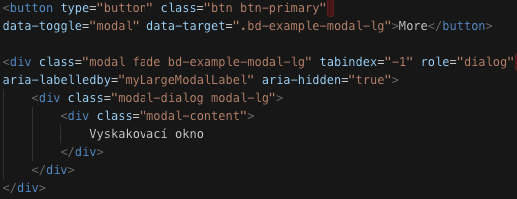 <button type="button" class="btn btn-primary"
data-toggle="modal" data-target=".bd-example-modal-lg">More</button>
<div class="modal fade bd-example-modal-lg" tabindex="-1" role="dialog"
aria-labelledby="myLargeModalLabel" aria-hidden="true">
<div class="modal-dialog modal-lg">
<div class="modal-content">
Vyskakovací okno
</div>
</div>
</div>